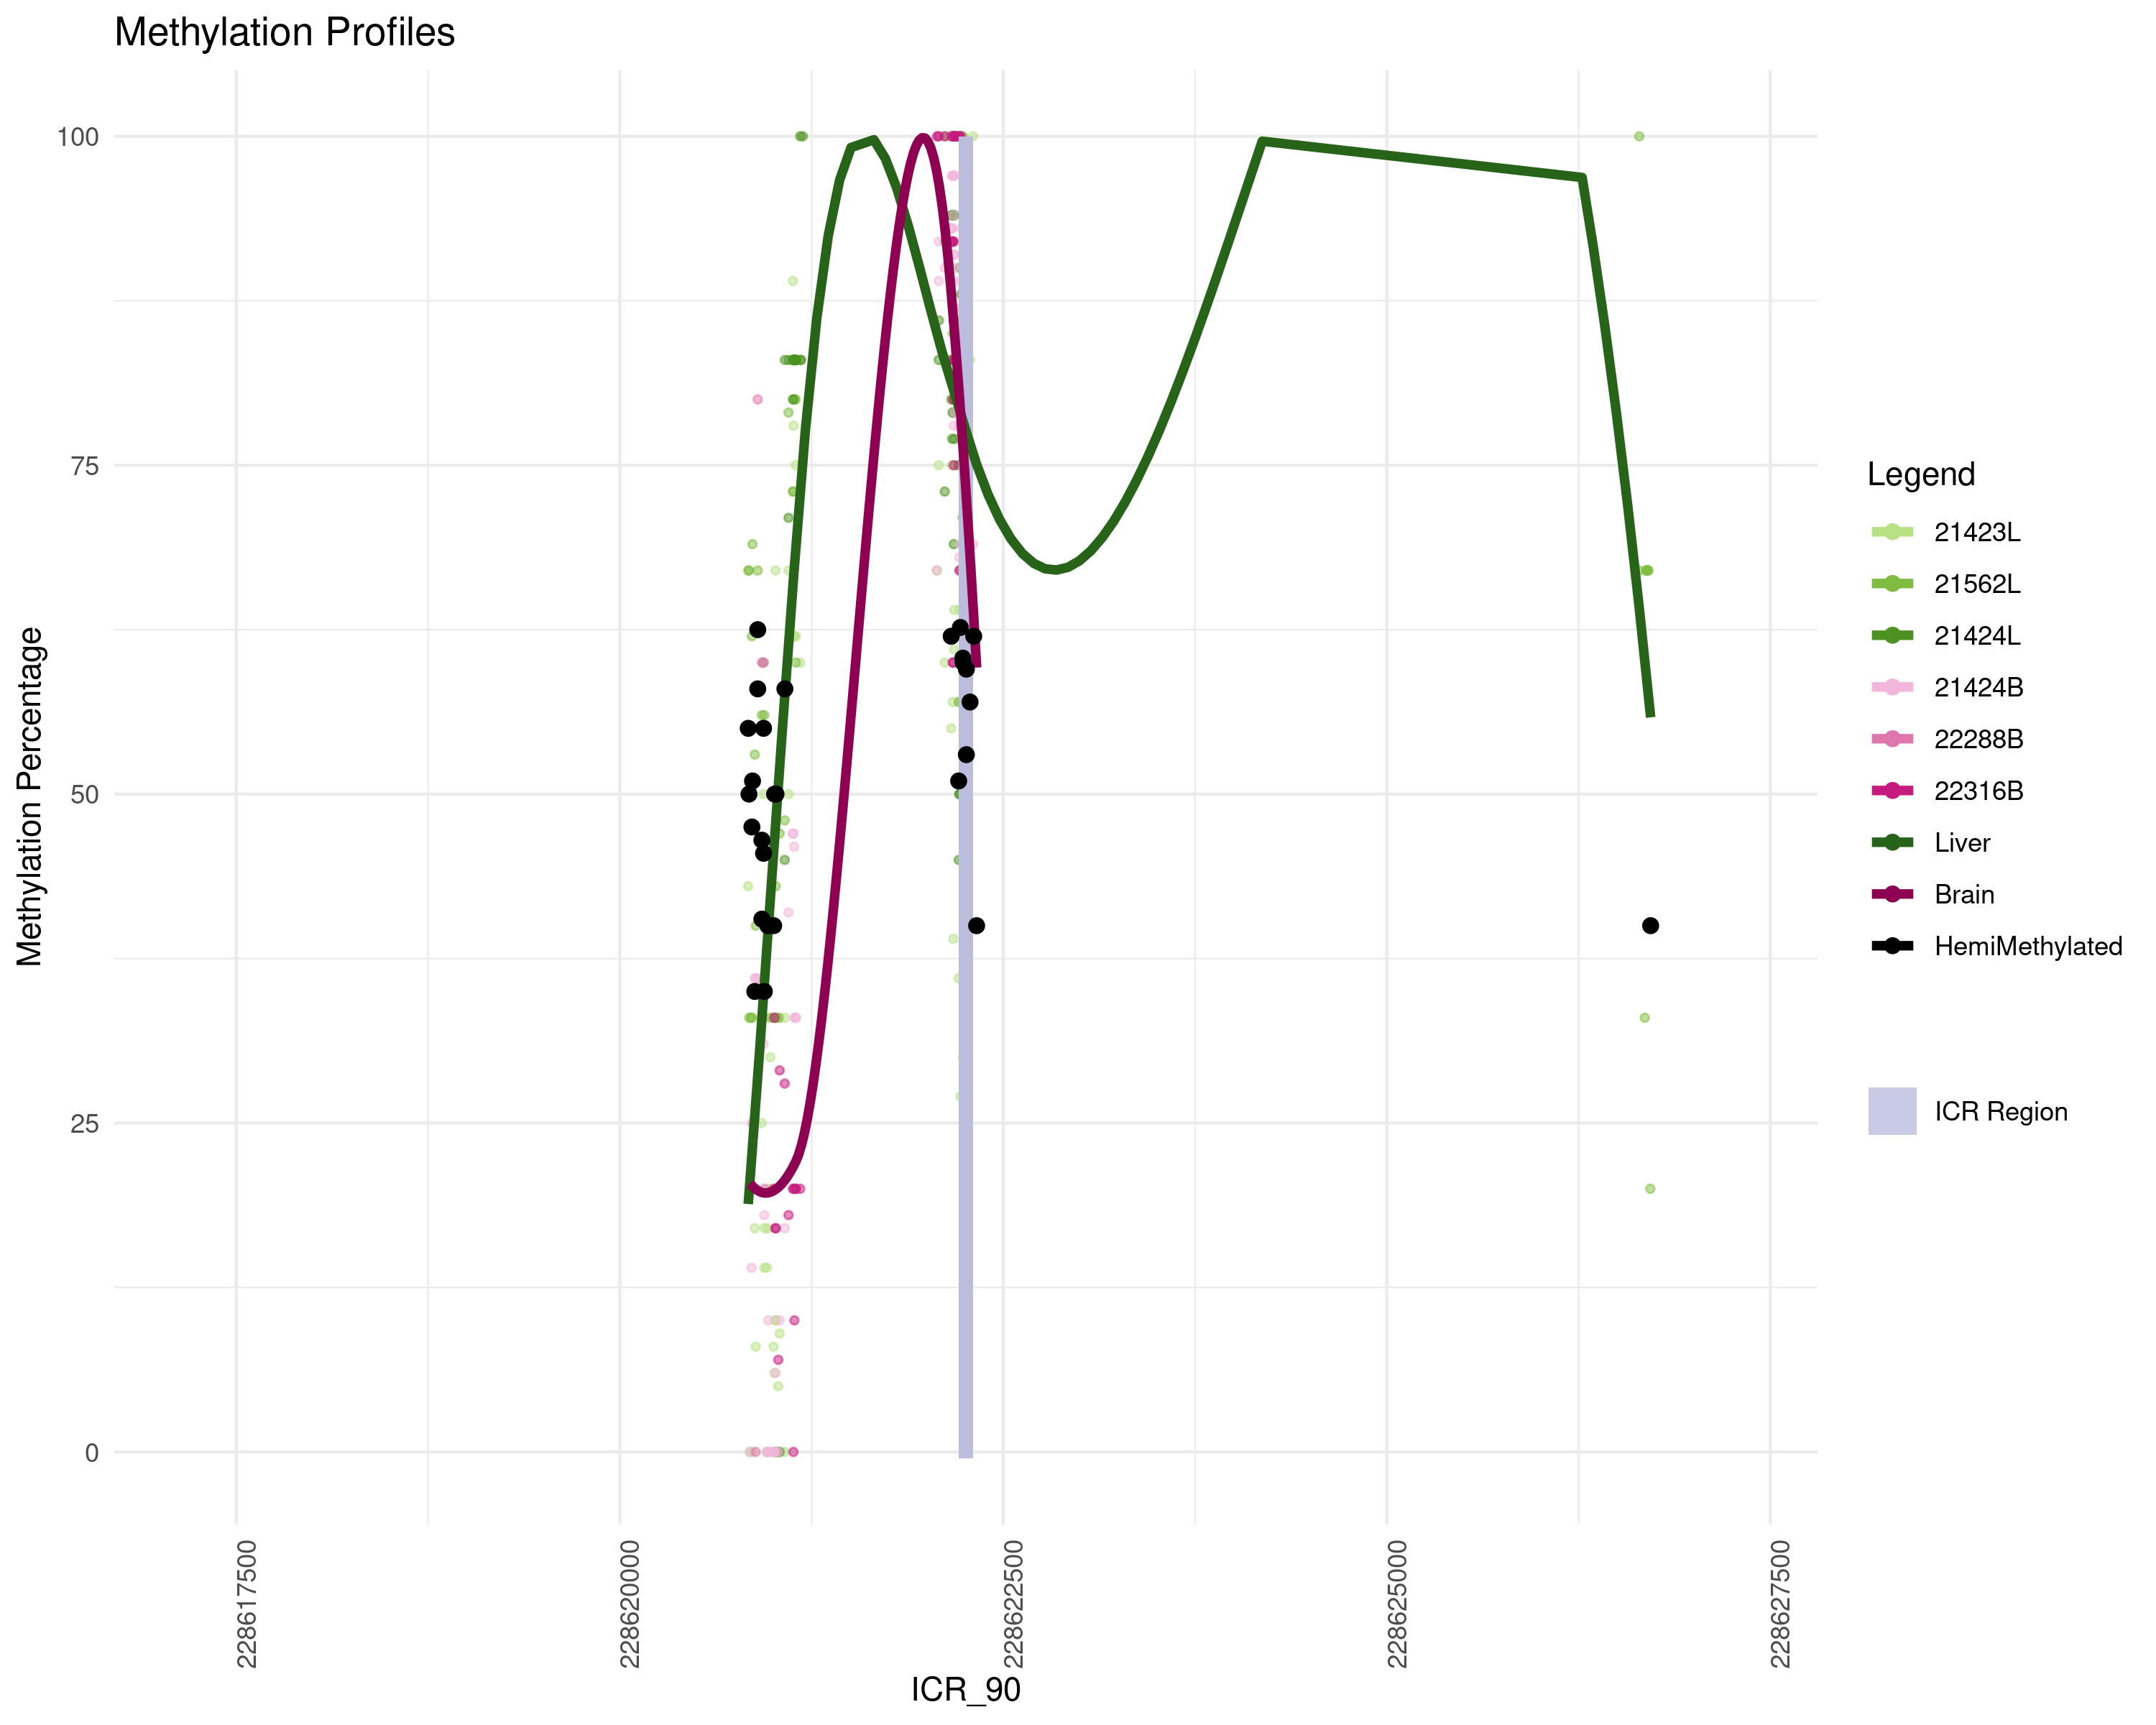 Methylation Profiles
Methylation Percentage
100
75
50
25
0
228617500
228620000
228622500
228625000
228627500
ICR_90
Legend
21423L
21562L
21424L
21424B
22288B
22316B
Liver
Brain
HemiMethylated
ICR Region